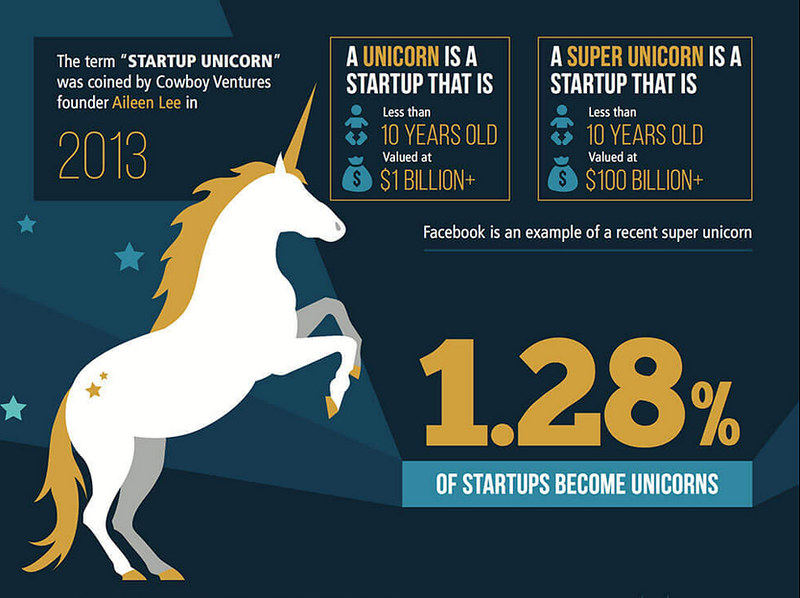 The term "STARTUP UNICORN"
was coined by Cowboy Ventures
founder Aileen Lee in
2013
A UNICORN IS A
STARTUP THAT IS
Less than
10 YEARS OLD
Valued at
$
$1 BILLION+
A SUPER UNICORN IS A
STARTUP THAT IS
Less than
10 YEARS OLD
Valued at
$
$100 BILLION+
Facebook is an example of a recent super unicorn
1.28%
OF STARTUPS BECOME UNICORNS